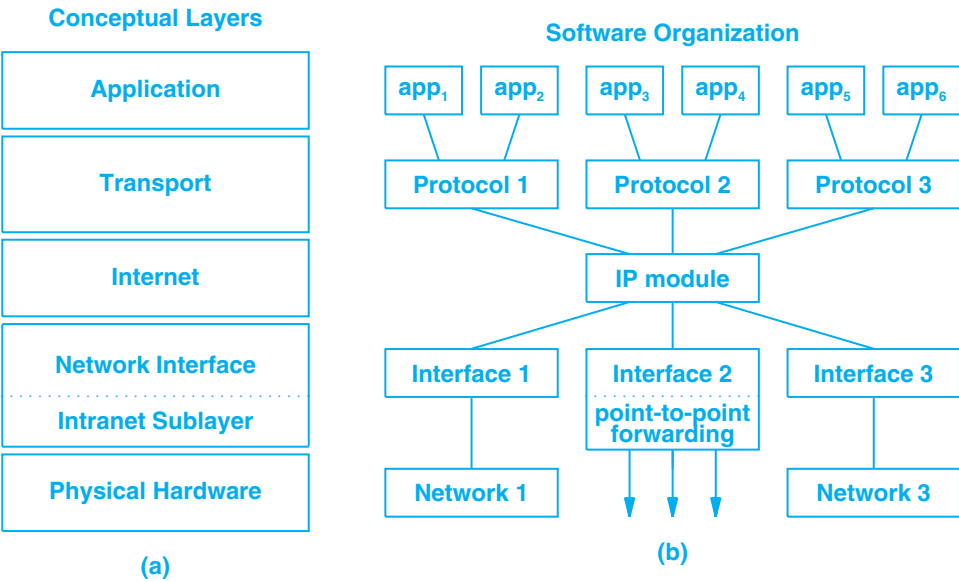 Conceptual Layers
Application
Transport
Internet
Network Interface
Intranet Sublayer
Physical Hardware
(a)
Software Organization
app1 app2 app3 app4 app5 app6
Protocol 1 Protocol 2 Protocol 3
IP module
Interface 1 Interface 2 Interface 3
point-to-point
forwarding
Network 1 Network 3
(b)